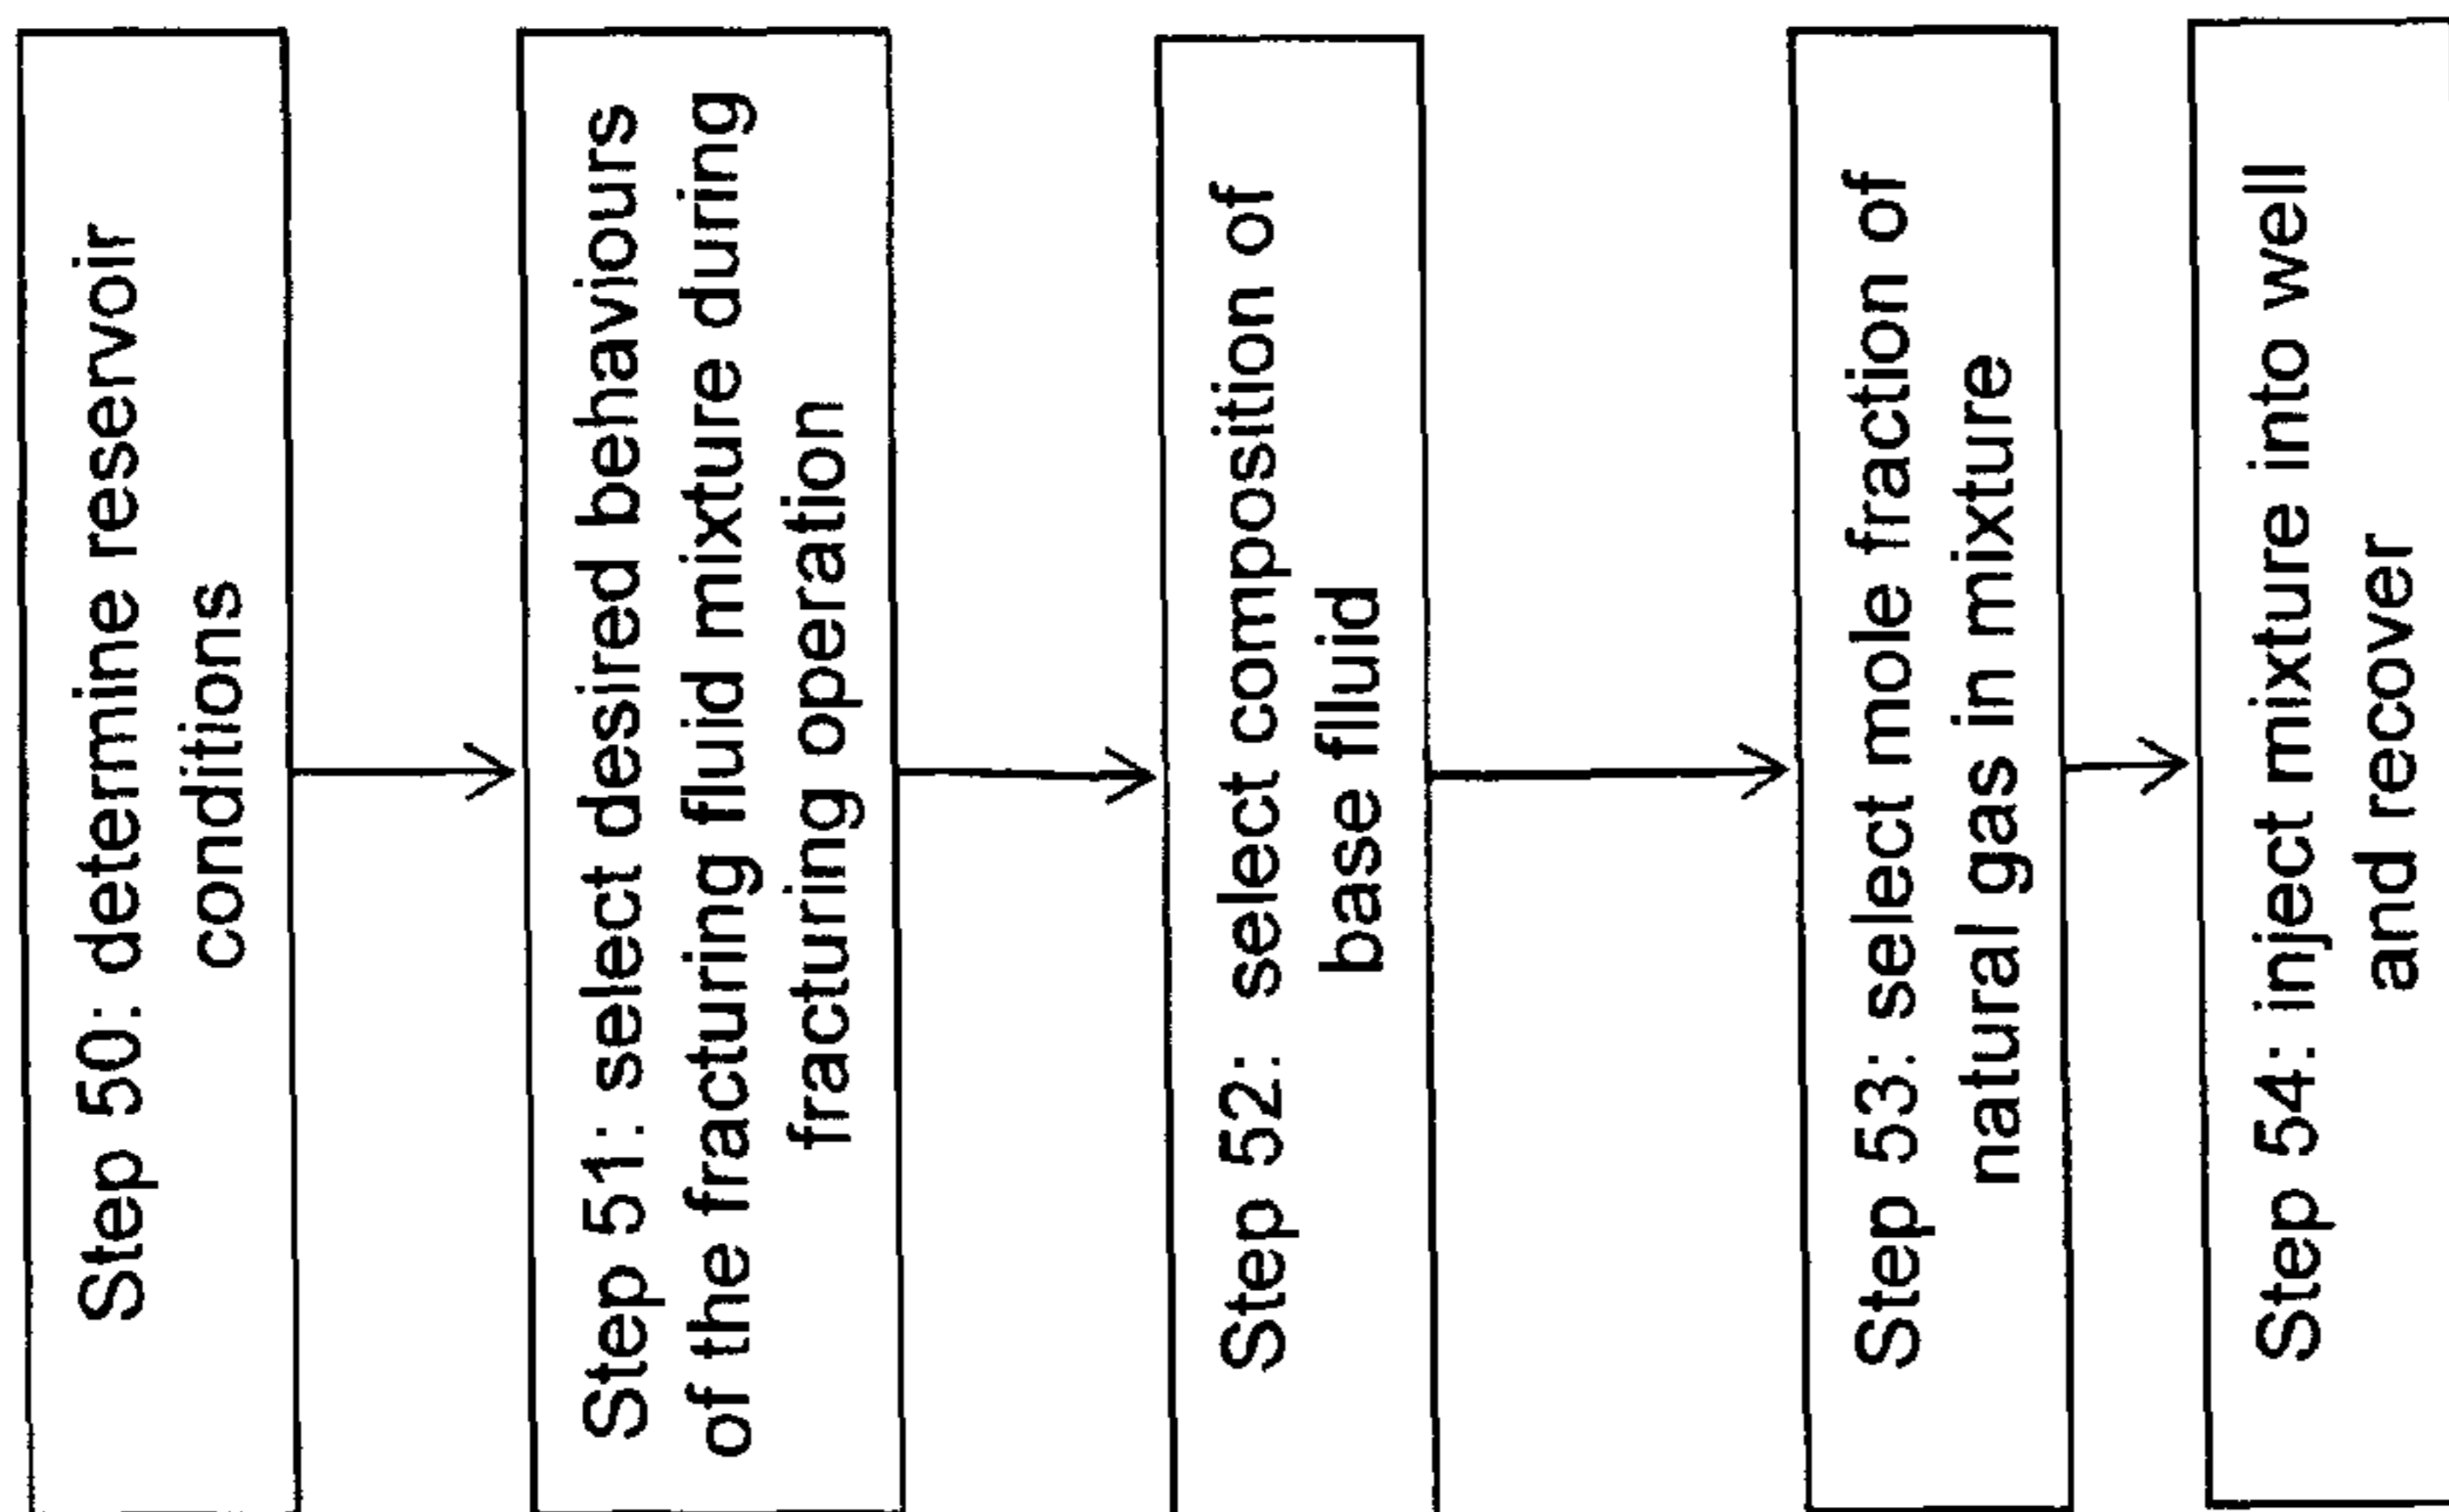 Step 50: determine reservoir
conditions
Step 51: select desired behaviours
of the fracturing fluid mixture during
fracturing operation
Step 52: select composition of
base flluid
Step 53: select mole fraction of
natural gas in mixture
Step 54: inject mixture into well
and recover